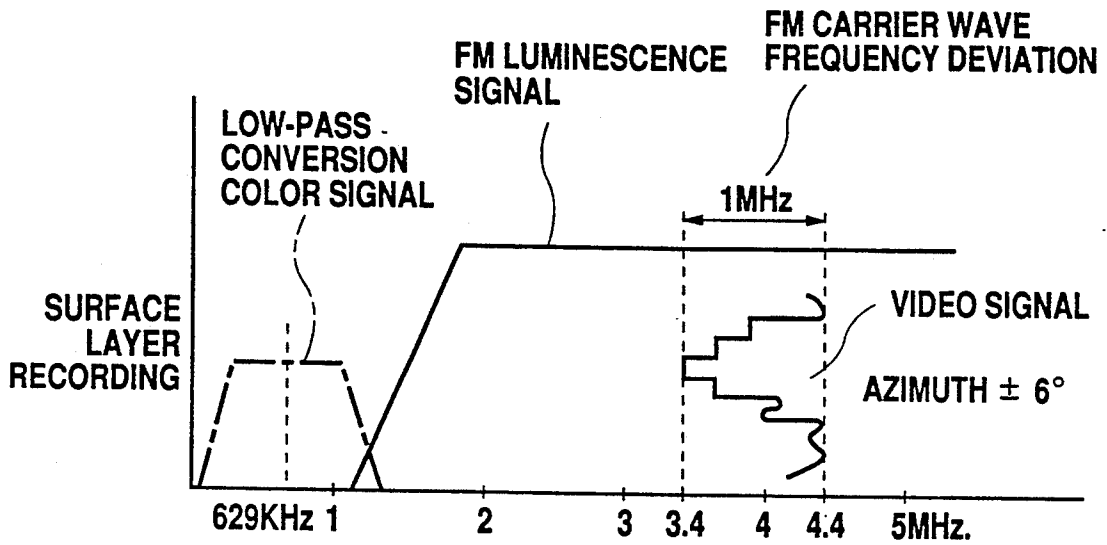 FM CARRIER WAVE
FREQUENCY DEVIATION
FM LUMINESCENCE
SIGNAL
LOW-PASS
CONVERSION
COLOR SIGNAL
1MHz
SURFACE
LAYER
RECORDING
VIDEO SIGNAL
AZIMUTH ± 6°
629KHz 1 2 3 3.4 4 4.4 5MHz.